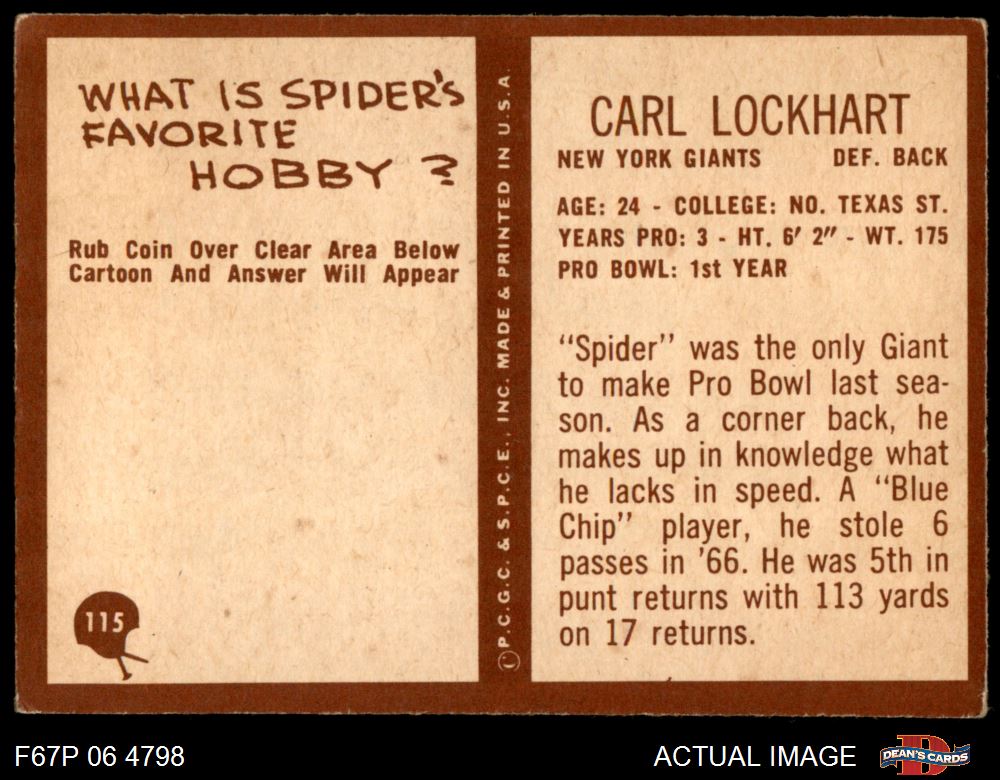 WHAT IS SPIDER'S
FAVORITE
HOBBY ?
Rub Coin Over Clear Area Below
Cartoon And Answer Will Appear
115
©P.C.G.C. & S.P.C.E., INC. MADE & PRINTED IN U.S.A.
CARL LOCKHART
NEW YORK GIANTS DEF. BACK
AGE: 24 - COLLEGE: NO. TEXAS ST.
YEARS PRO: 3 - HT. 6' 2" - WT. 175
PRO BOWL: 1st YEAR
"Spider" was the only Giant
to make Pro Bowl last sea-
son. As a corner back, he
makes up in knowledge what
he lacks in speed. A "Blue
Chip" player, he stole 6
passes in '66. He was 5th in
punt returns with 113 yards
on 17 returns.
F67P 06 4798
ACTUAL IMAGE
DEAN'S CARDS